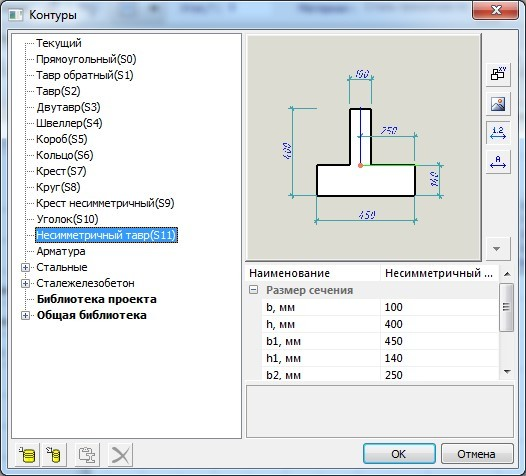 Контуры
Текущий
Прямоугольный(S0)
Тавр обратный(S1)
Тавр(S2)
Двутавр(S3)
Швеллер(S4)
Короб(S5)
Кольцо(S6)
Крест(S7)
Круг(S8)
Крест несимметричный(S9)
Уголок(S10)
Несимметричный тавр(S11)
Арматура
Стальные
Сталежелезобетон
Библиотека проекта
Общая библиотека
100
250
400
140
450
xy
1.2
A
Наименование Несимметричный ...
Размер сечения
b, мм 100
h, мм 400
b1, мм 450
h1, мм 140
b2, мм 250
OK Отмена